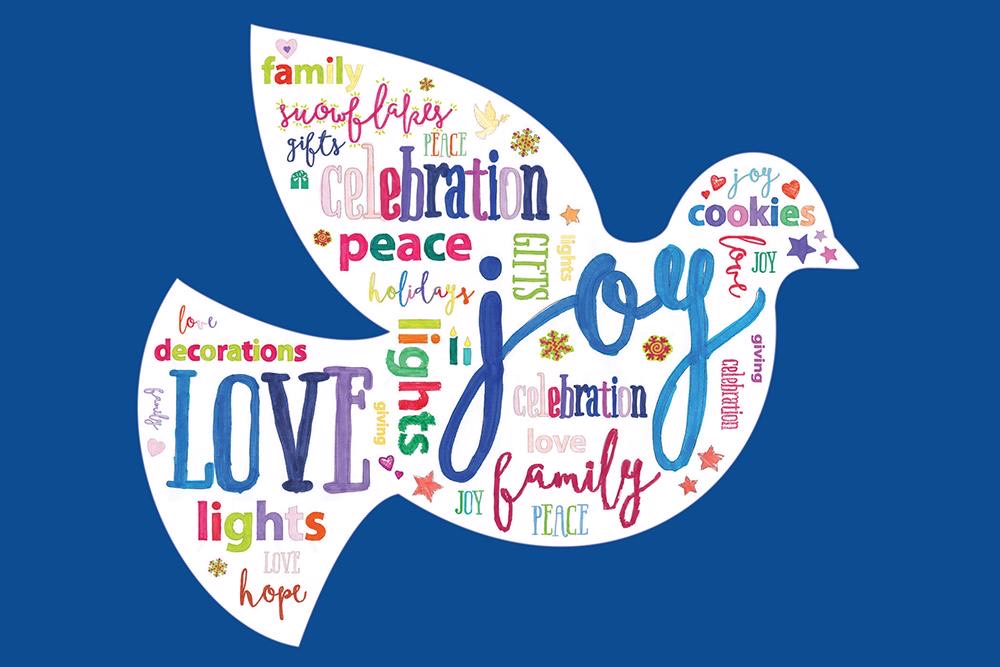 family
snowflakes
gifts
PEACE
celebration
peace
holidays
GIFTS
lights
joy
cookies
love
JOY
joy
giving
celebration
lights
celebration
love
family
JOY
PEACE
love
decorations
family
LOVE
giving
lights
LOVE
hope